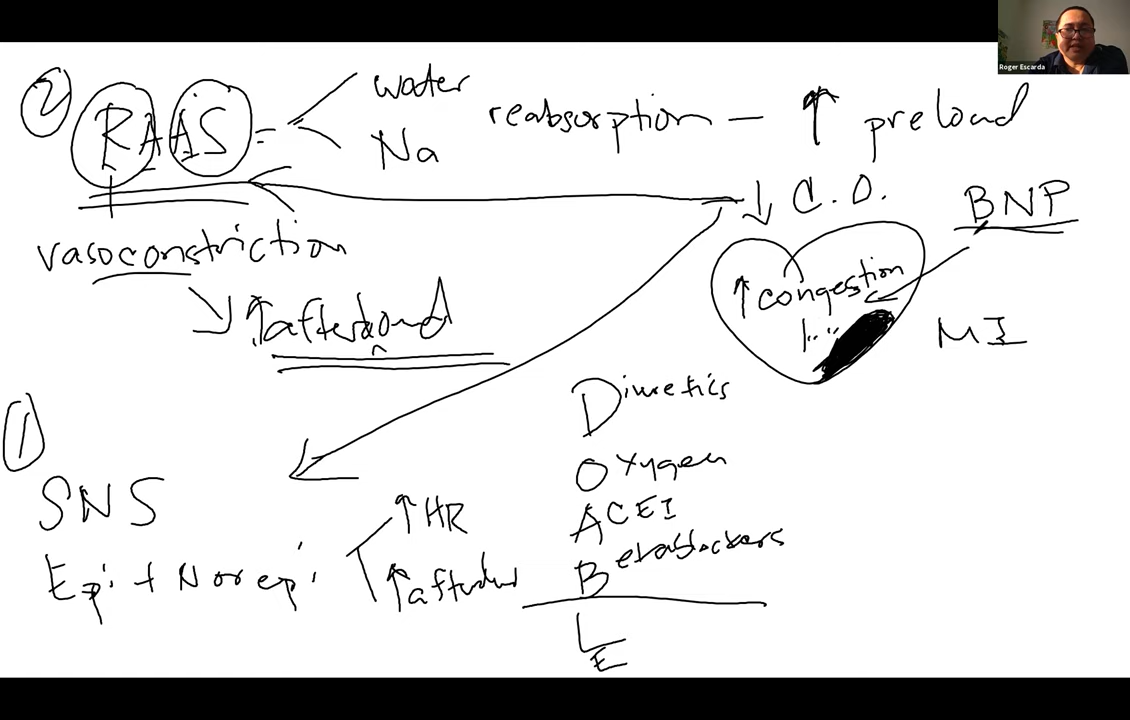 Roger Escarda
②
RAAS = water
Na
reabsorption — ↑ preload
↓ C.O.
BNP
vasoconstriction
↑ afterload
↑ congestion
MI
①
SNS
Epi + Norepi
↑ HR
↑ afterload
Diuretics
Oxygen
ACEI
Betablockers
L
E